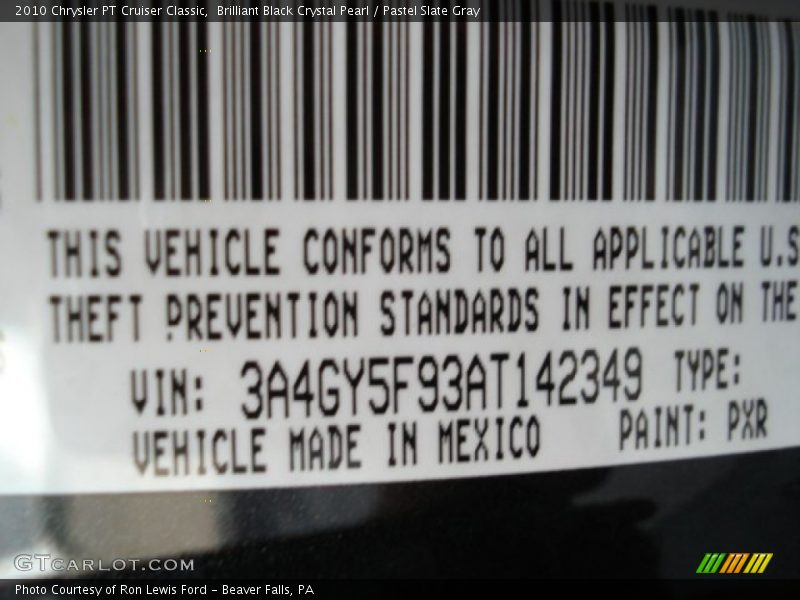 2010 Chrysler PT Cruiser Classic,  Brilliant Black Crystal Pearl / Pastel Slate Gray
THIS VEHICLE CONFORMS TO ALL APPLICABLE U.S
THEFT PREVENTION STANDARDS IN EFFECT ON THE
VIN: 3A4GY5F93AT142349 TYPE:
VEHICLE MADE IN MEXICO PAINT: PXR
GTCARLOT.COM
Photo Courtesy of Ron Lewis Ford - Beaver Falls, PA